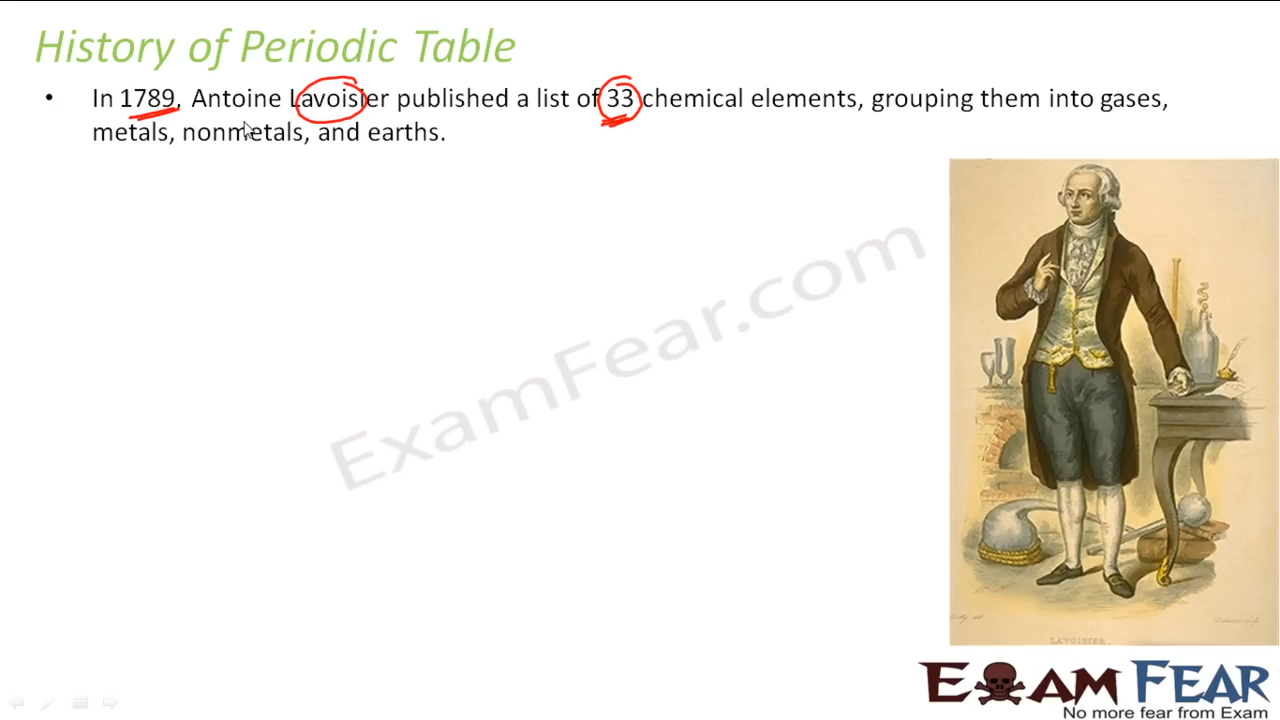 History of Periodic Table
• In 1789, Antoine Lavoisier published a list of 33 chemical elements, grouping them into gases,
metals, nonmetals, and earths.
ExamFear.com
LAVOISIER
EXAM FEAR
No more fear from Exam